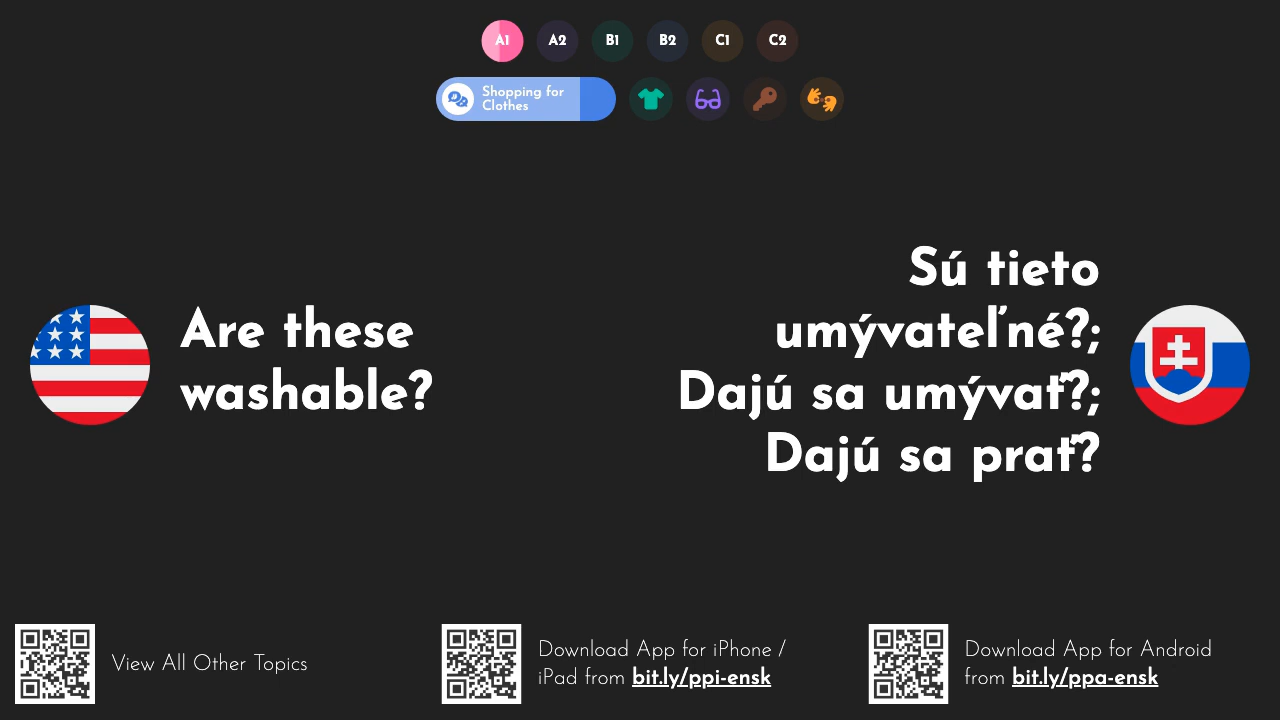 A1 A2 B1 B2 C1 C2
Shopping for
Clothes
Are these
washable?
Sú tieto
umývateľné?;
Dajú sa umývať?;
Dajú sa prať?
View All Other Topics
Download App for iPhone /
iPad from bit.ly/ppi-ensk
Download App for Android
from bit.ly/ppa-ensk